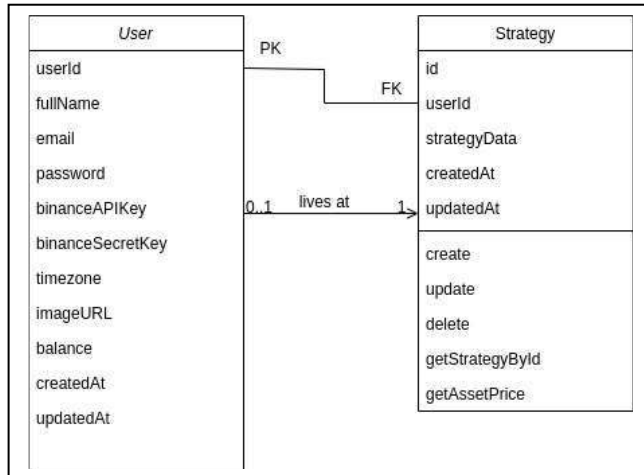 User
userId
fullName
email
password
binanceAPIKey
binanceSecretKey
timezone
imageURL
balance
createdAt
updatedAt
PK
FK
0..1 lives at 1
Strategy
id
userId
strategyData
createdAt
updatedAt
create
update
delete
getStrategyById
getAssetPrice